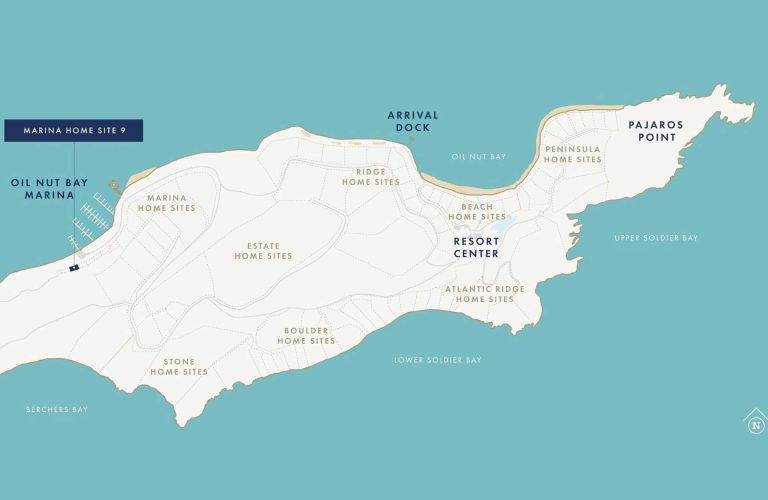 MARINA HOME SITE 9
ARRIVAL
DOCK
PAJAROS
POINT
OIL NUT BAY
PENINSULA
HOME SITES
OIL NUT BAY
MARINA
RIDGE
HOME SITES
MARINA
HOME SITES
BEACH
HOME SITES
RESORT
CENTER
UPPER SOLDIER BAY
ESTATE
HOME SITES
ATLANTIC RIDGE
HOME SITES
BOULDER
HOME SITES
STONE
HOME SITES
LOWER SOLDIER BAY
BERCHERS BAY
N